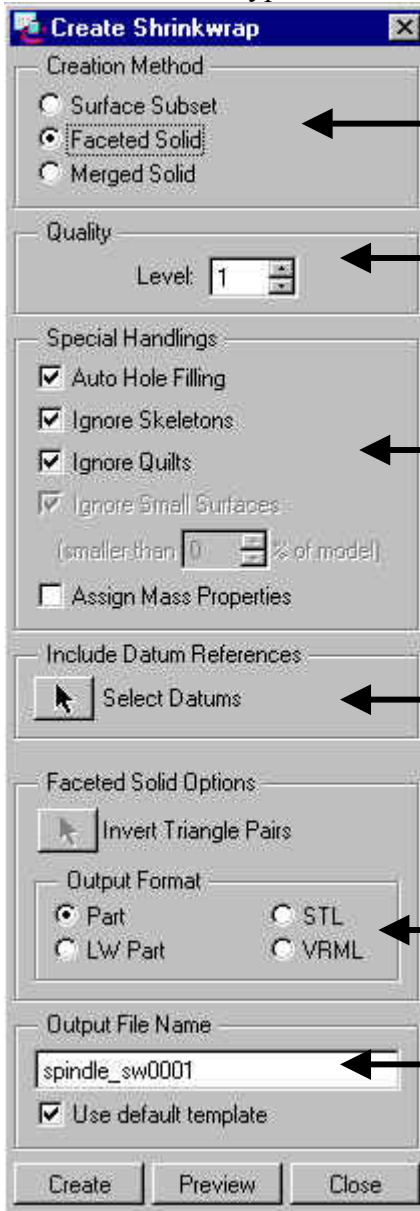 Create Shrinkwrap
Creation Method
Surface Subset
Faceted Solid
Merged Solid
Quality
Level: 1
Special Handlings
Auto Hole Filling
Ignore Skeletons
Ignore Quilts
Ignore Small Surfaces
(smaller than 0 % of model)
Assign Mass Properties
Include Datum References
Select Datums
Faceted Solid Options
Invert Triangle Pairs
Output Format
Part STL
LW Part VRML
Output File Name
spindle_sw0001
Use default template
Create Preview Close